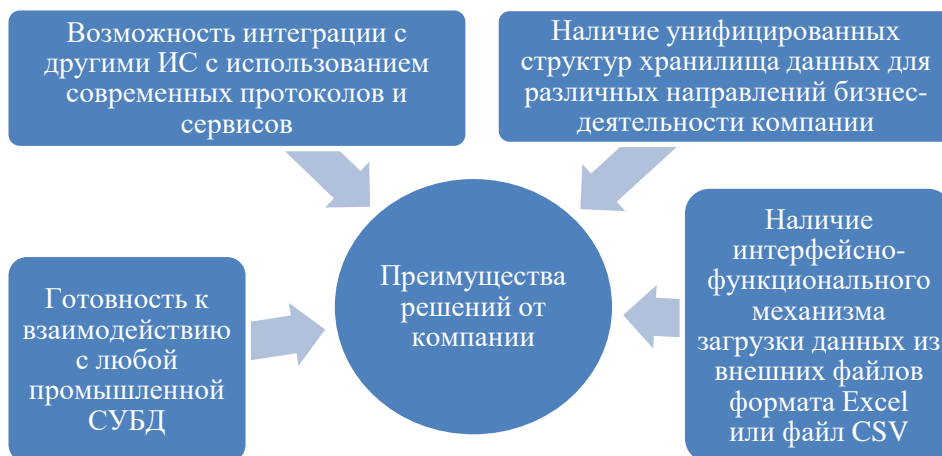 Возможность интеграции с
другими ИС с использованием
современных протоколов и
сервисов
Наличие унифицированных
структур хранилища данных для
различных направлений бизнес-
деятельности компании
Готовность к
взаимодействию
с любой
промышленной
СУБД
Преимущества
решений от
компании
Наличие
интерфейсно-
функционального
механизма
загрузки данных из
внешних файлов
формата Excel
или файл CSV